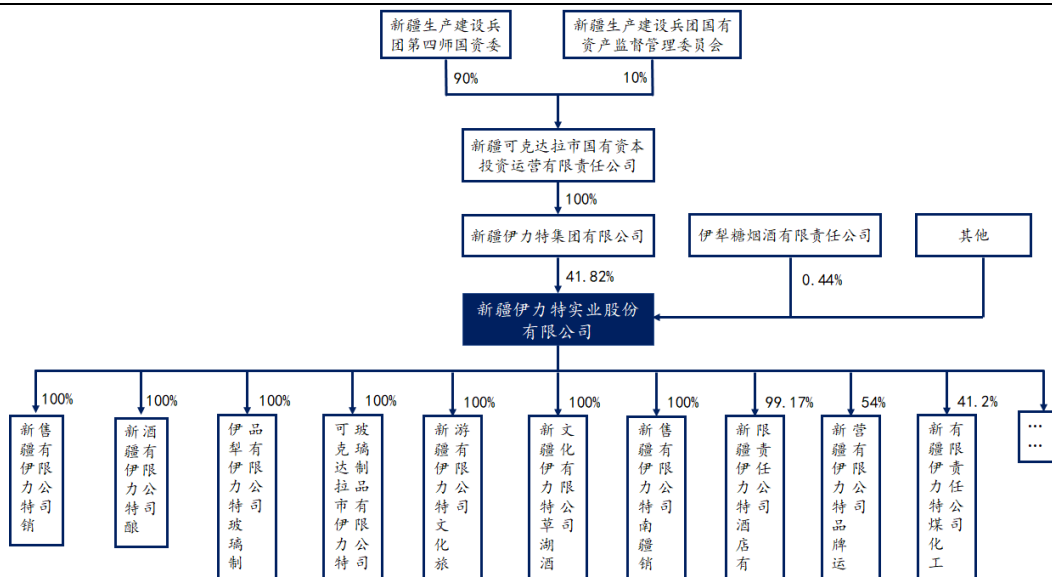 新疆生产建设兵
团第四师国资委
新疆生产建设兵团国有
资产监督管理委员会
90%
10%
新疆可克达拉市国有资本
投资运营有限责任公司
100%
新疆伊力特集团有限公司
伊犁糖烟酒有限责任公司
其他
41.82%
0.44%
新疆伊力特实业股份
有限公司
100%
100%
100%
100%
100%
100%
100%
99.17%
54%
41.2%
新疆伊力特销
售有限公司
新疆伊力特酿
酒有限公司
伊犁伊力特玻璃制
品有限公司
可克达拉市伊力特
玻璃制品有限公司
新疆伊力特文化旅
游有限公司
新疆伊力特草湖酒
文化有限公司
新疆伊力特南疆销
售有限公司
新疆伊力特酒店有
限责任公司
新疆伊力特品牌运
营有限公司
新疆伊力特煤化工
有限责任公司
…
…